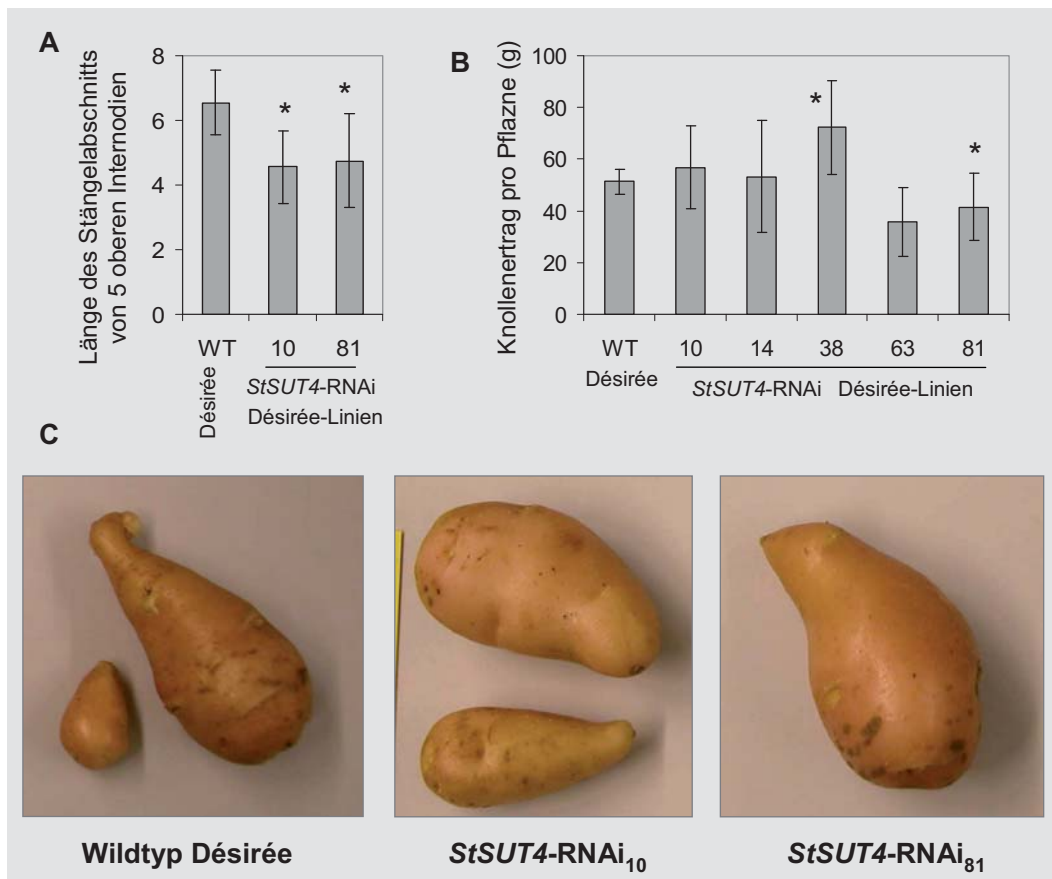 A
Länge des Stängelabschnitts
von 5 oberen Internodien
8
6
4
2
0
*
*
WT
10
81
Désirée
StSUT4-RNAi
Désirée-Linien
B
Knollenertrag pro Pflazne (g)
100
80
60
40
20
0
*
*
WT
10
14
38
63
81
Désirée
StSUT4-RNAi Désirée-Linien
C
Wildtyp Désirée
StSUT4-RNAi10
StSUT4-RNAi81